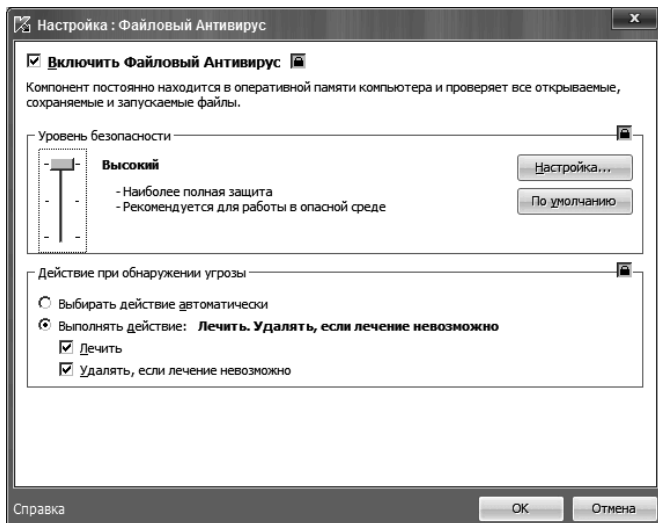 Настройка : Файловый Антивирус
x
Включить Файловый Антивирус
Компонент постоянно находится в оперативной памяти компьютера и проверяет все открываемые,
сохраняемые и запускаемые файлы.
Уровень безопасности
Высокий
Настройка...
- Наиболее полная защита
- Рекомендуется для работы в опасной среде
По умолчанию
Действие при обнаружении угрозы
Выбирать действие автоматически
Выполнять действие: Лечить. Удалять, если лечение невозможно
Лечить
Удалять, если лечение невозможно
Справка
OK
Отмена